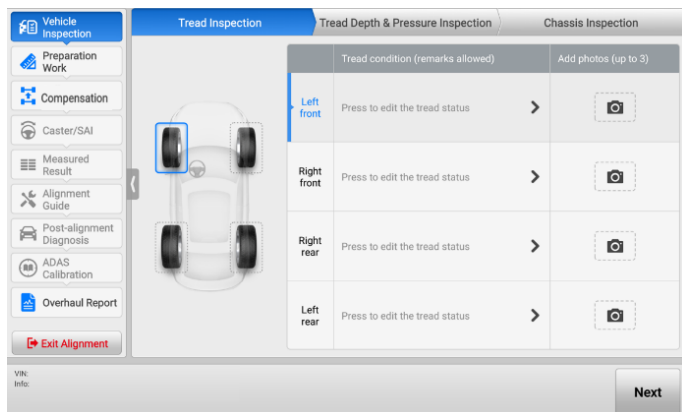 Vehicle
Inspection
Preparation
Work
Compensation
Caster/SAI
Measured
Result
Alignment
Guide
Post-alignment
Diagnosis
ADAS
Calibration
Overhaul Report
Exit Alignment
Tread Inspection
Tread Depth & Pressure Inspection
Chassis Inspection
Tread condition (remarks allowed)
Add photos (up to 3)
Left
front
Press to edit the tread status
Right
front
Press to edit the tread status
Right
rear
Press to edit the tread status
Left
rear
Press to edit the tread status
VIN:
Info:
Next